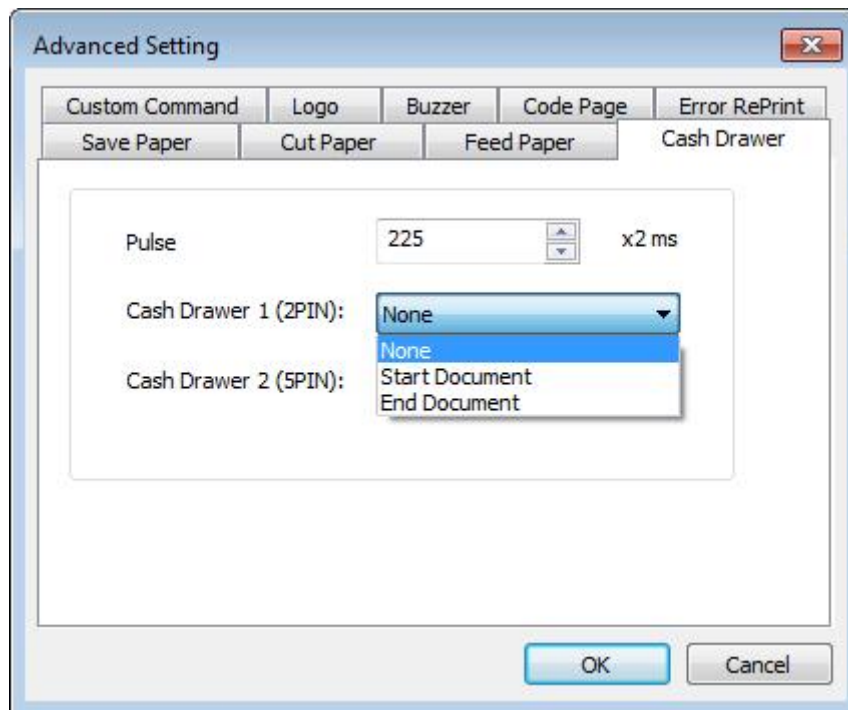 Advanced Setting
Custom Command Logo Buzzer Code Page Error RePrint
Save Paper Cut Paper Feed Paper Cash Drawer
Pulse 225 x2 ms
Cash Drawer 1 (2PIN): None
None
Start Document
Cash Drawer 2 (5PIN):
End Document
OK Cancel